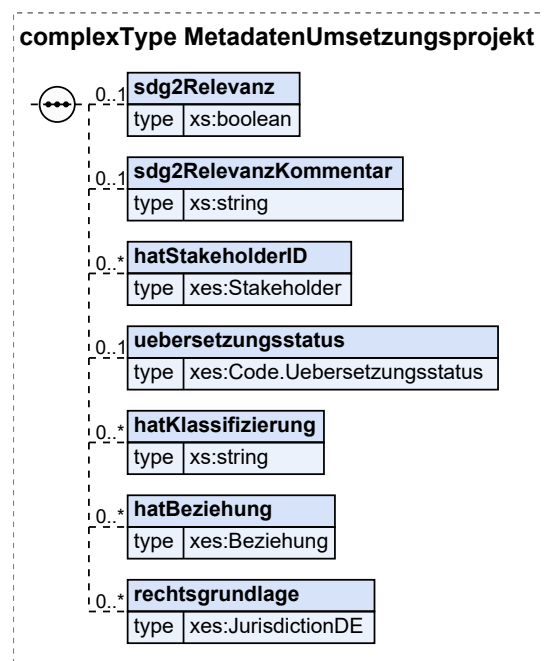 complexType MetadatenUmsetzungsprojekt
0..1 sdg2Relevanz
type xs:boolean
0..1 sdg2RelevanzKommentar
type xs:string
0..* hatStakeholderID
type xes:Stakeholder
0..1 uebersetzungsstatus
type xes:Code.Uebersetzungsstatus
0..* hatKlassifizierung
type xs:string
0..* hatBeziehung
type xes:Beziehung
0..* rechtsgrundlage
type xes:JurisdictionDE